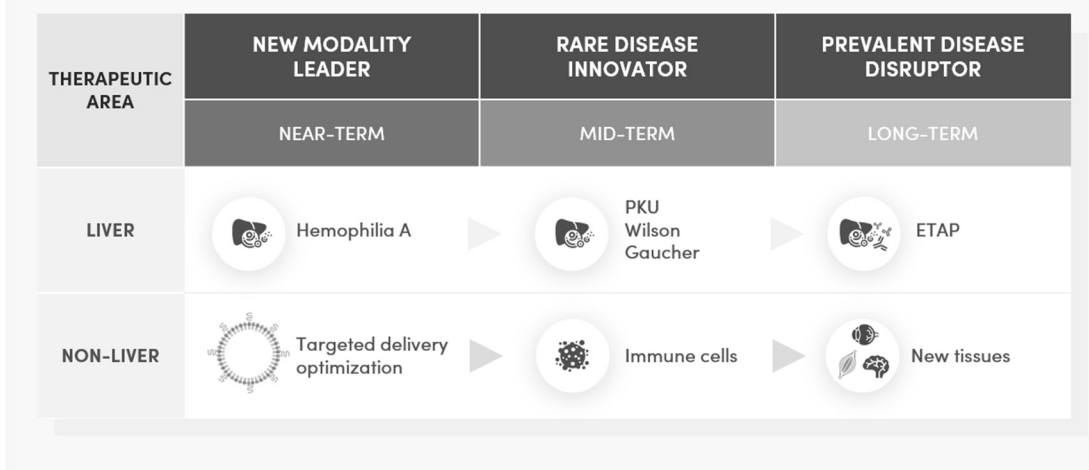 THERAPEUTIC
AREA
NEW MODALITY
LEADER
RARE DISEASE
INNOVATOR
PREVALENT DISEASE
DISRUPTOR
NEAR-TERM
MID-TERM
LONG-TERM
LIVER
Hemophilia A
PKU
Wilson
Gaucher
ETAP
NON-LIVER
Targeted delivery
optimization
Immune cells
New tissues